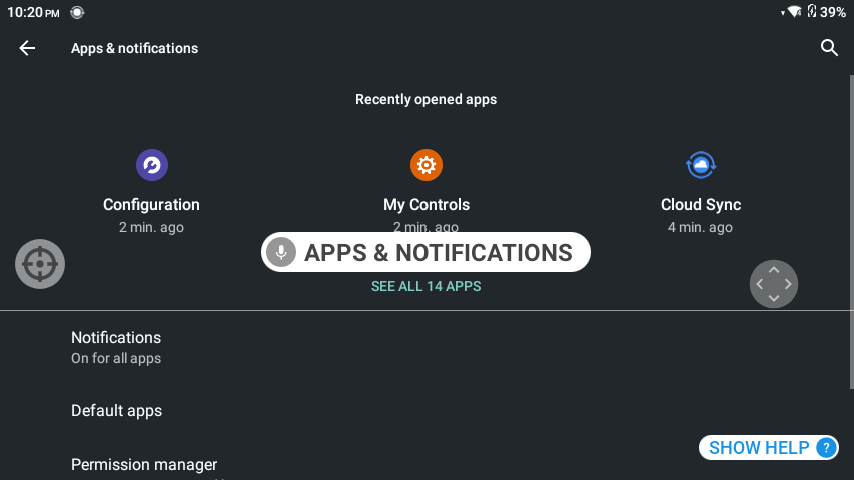 10:20 PM
39%
Apps & notifications
Recently opened apps
Configuration
My Controls
Cloud Sync
2 min. ago
2 min. ago
4 min. ago
APPS & NOTIFICATIONS
SEE ALL 14 APPS
Notifications
On for all apps
Default apps
SHOW HELP ?
Permission manager